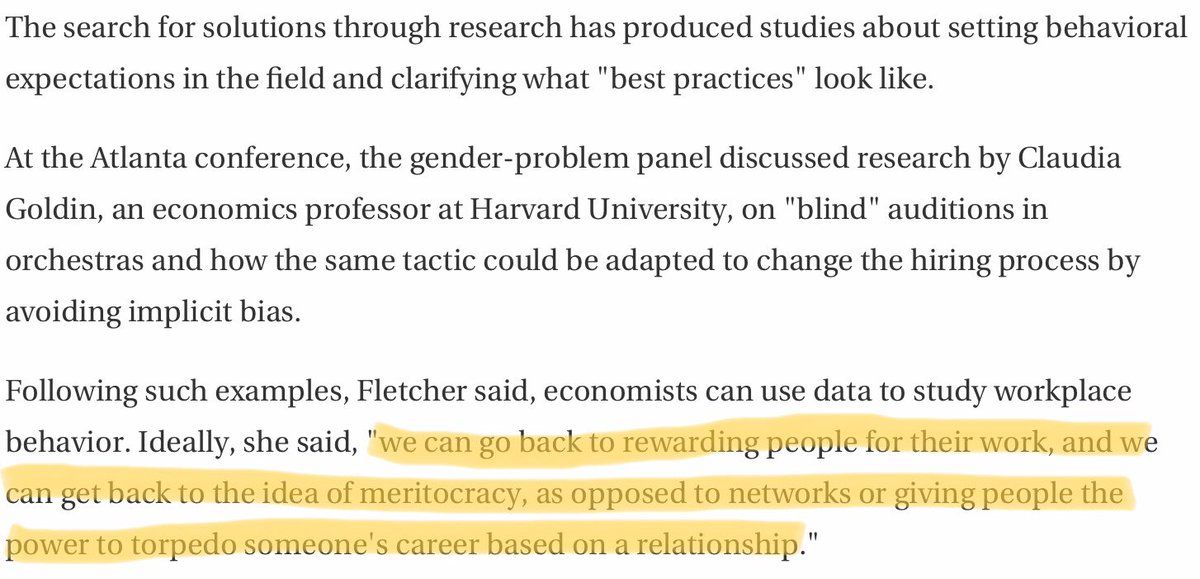 The search for solutions through research has produced studies about setting behavioral
expectations in the field and clarifying what "best practices" look like.
At the Atlanta conference, the gender-problem panel discussed research by Claudia
Goldin, an economics professor at Harvard University, on "blind" auditions in
orchestras and how the same tactic could be adapted to change the hiring process by
avoiding implicit bias.
Following such examples, Fletcher said, economists can use data to study workplace
behavior. Ideally, she said, "we can go back to rewarding people for their work, and we
can get back to the idea of meritocracy, as opposed to networks or giving people the
power to torpedo someone's career based on a relationship."